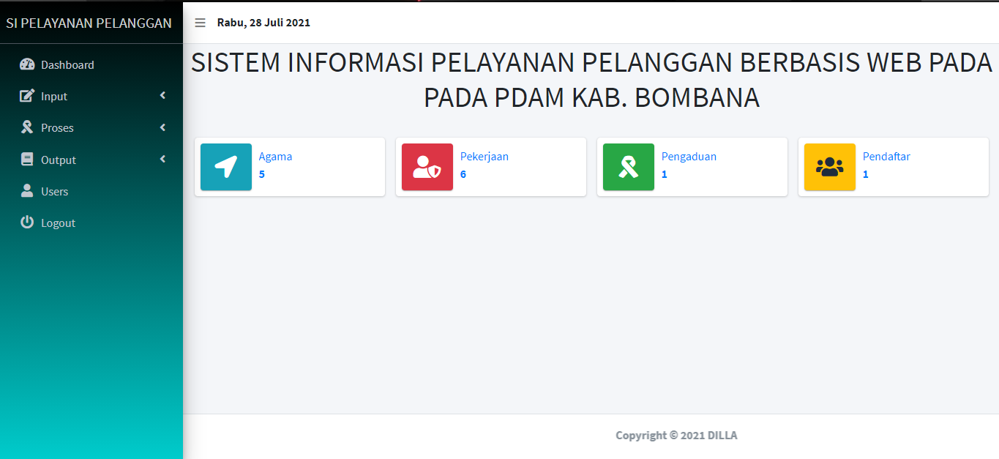 SI PELAYANAN PELANGGAN
Rabu, 28 Juli 2021
Dashboard
Input
Proses
Output
Users
Logout
SISTEM INFORMASI PELAYANAN PELANGGAN BERBASIS WEB PADA
PADA PDAM KAB. BOMBANA
Agama
5
Pekerjaan
6
Pengaduan
1
Pendaftar
1
Copyright © 2021 DILLA